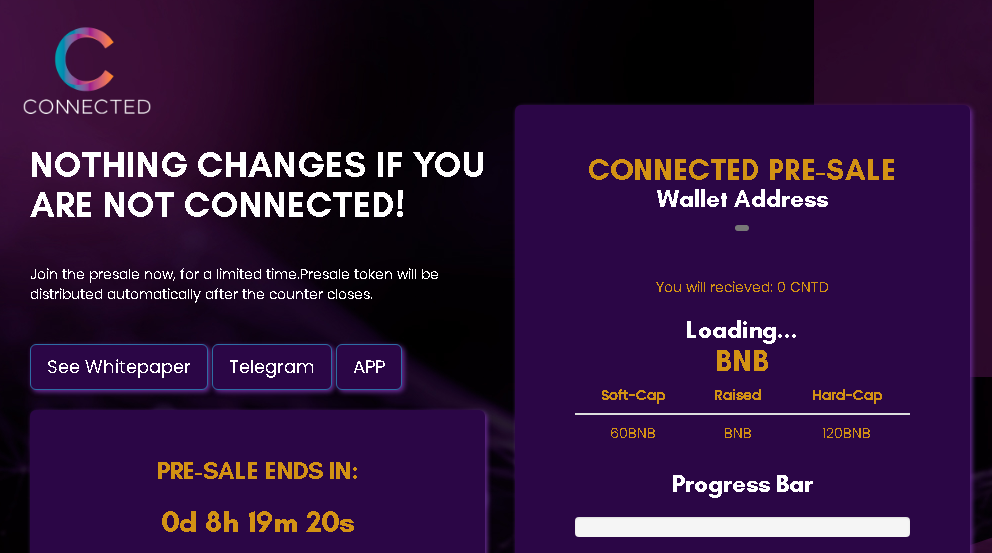 CONNECTED
NOTHING CHANGES IF YOU
ARE NOT CONNECTED!
Join the presale now, for a limited time.Presale token will be
distributed automatically after the counter closes.
See Whitepaper
Telegram
APP
PRE-SALE ENDS IN:
0d 8h 19m 20s
CONNECTED PRE-SALE
Wallet Address
You will recieved: 0 CNTD
Loading...
BNB
Soft-Cap Raised Hard-Cap
60BNB BNB 120BNB
Progress Bar